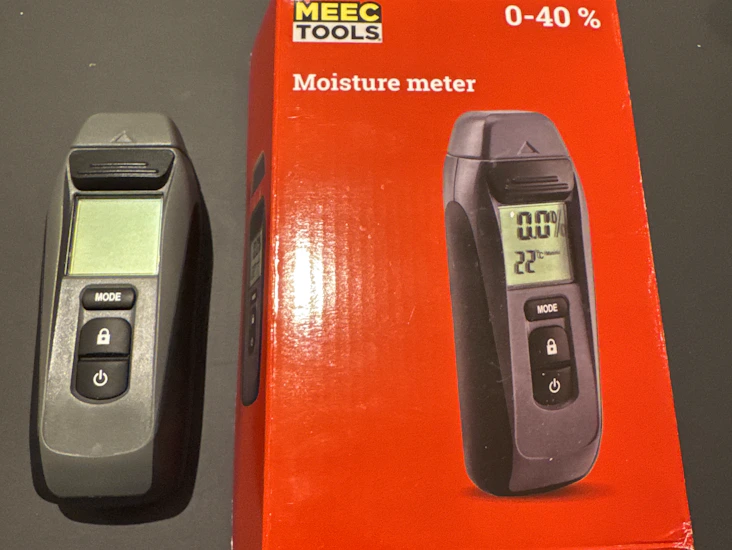 MEEC
TOOLS
0-40 %
Moisture meter
0.0%
22°C
MODE
MODE